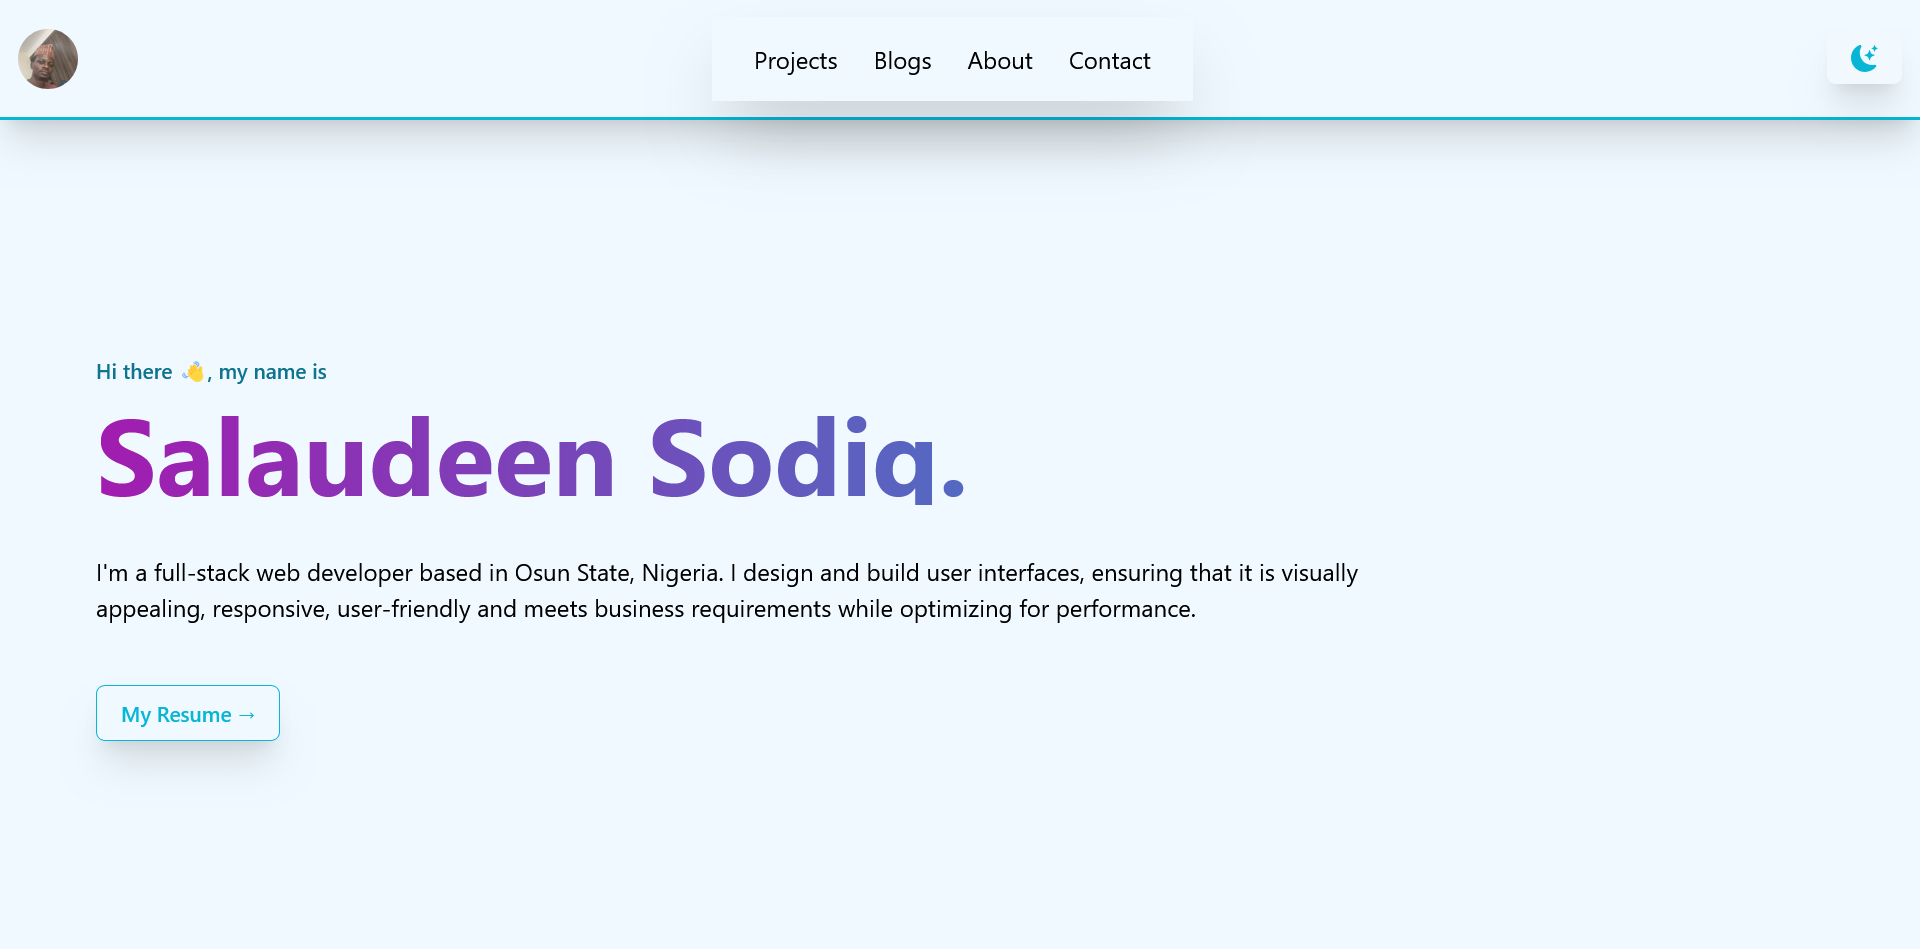 Projects Blogs About Contact
Hi there 👋, my name is
Salaudeen Sodiq.
I'm a full-stack web developer based in Osun State, Nigeria. I design and build user interfaces, ensuring that it is visually
appealing, responsive, user-friendly and meets business requirements while optimizing for performance.
My Resume →